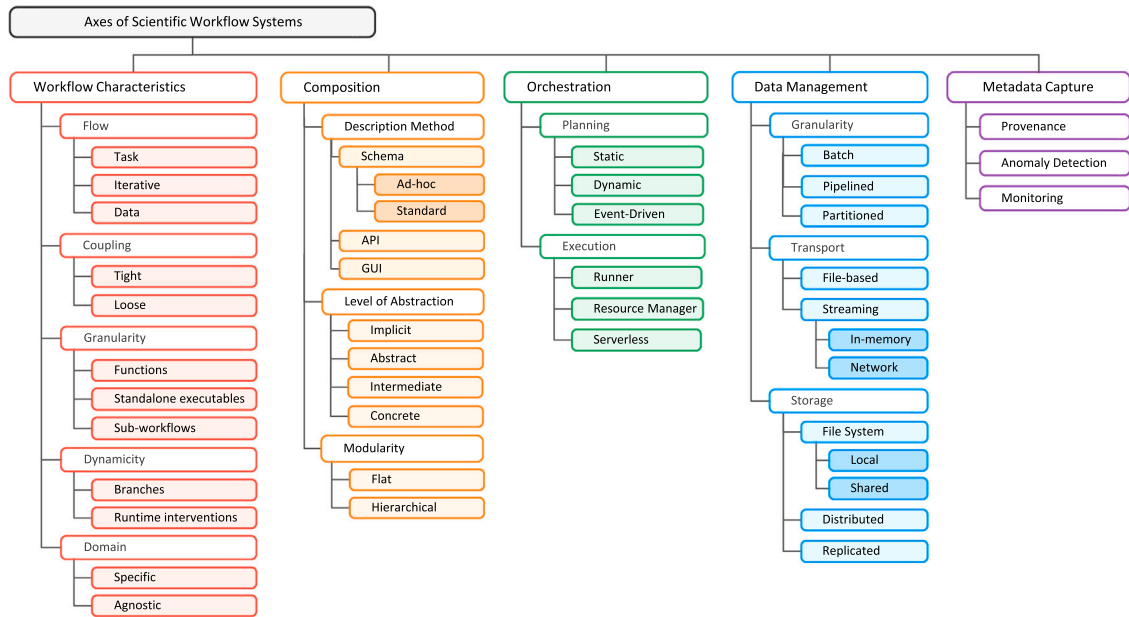 Axes of Scientific Workflow Systems
Workflow Characteristics
Flow
Task
Iterative
Data
Coupling
Tight
Loose
Granularity
Functions
Standalone executables
Sub-workflows
Dynamicity
Branches
Runtime interventions
Domain
Specific
Agnostic
Composition
Description Method
Schema
Ad-hoc
Standard
API
GUI
Level of Abstraction
Implicit
Abstract
Intermediate
Concrete
Modularity
Flat
Hierarchical
Orchestration
Planning
Static
Dynamic
Event-Driven
Execution
Runner
Resource Manager
Serverless
Data Management
Granularity
Batch
Pipelined
Partitioned
Transport
File-based
Streaming
In-memory
Network
Storage
File System
Local
Shared
Distributed
Replicated
Metadata Capture
Provenance
Anomaly Detection
Monitoring